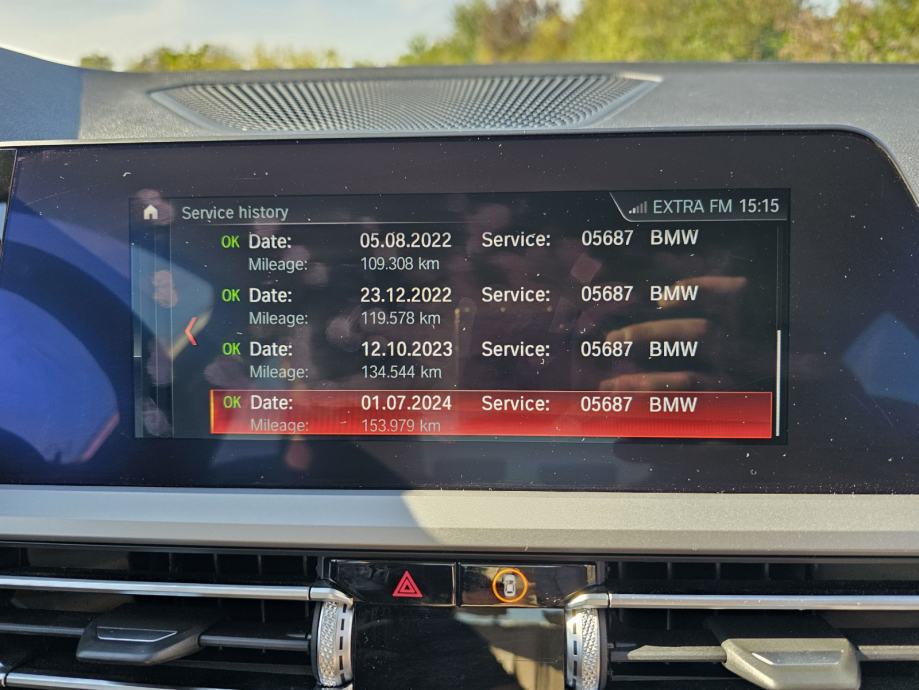 Service history EXTRA FM 15:15
OK Date: 05.08.2022 Service: 05687 BMW
Mileage: 109.308 km
OK Date: 23.12.2022 Service: 05687 BMW
Mileage: 119.578 km
OK Date: 12.10.2023 Service: 05687 BMW
Mileage: 134.544 km
OK Date: 01.07.2024 Service: 05687 BMW
Mileage: 153.979 km